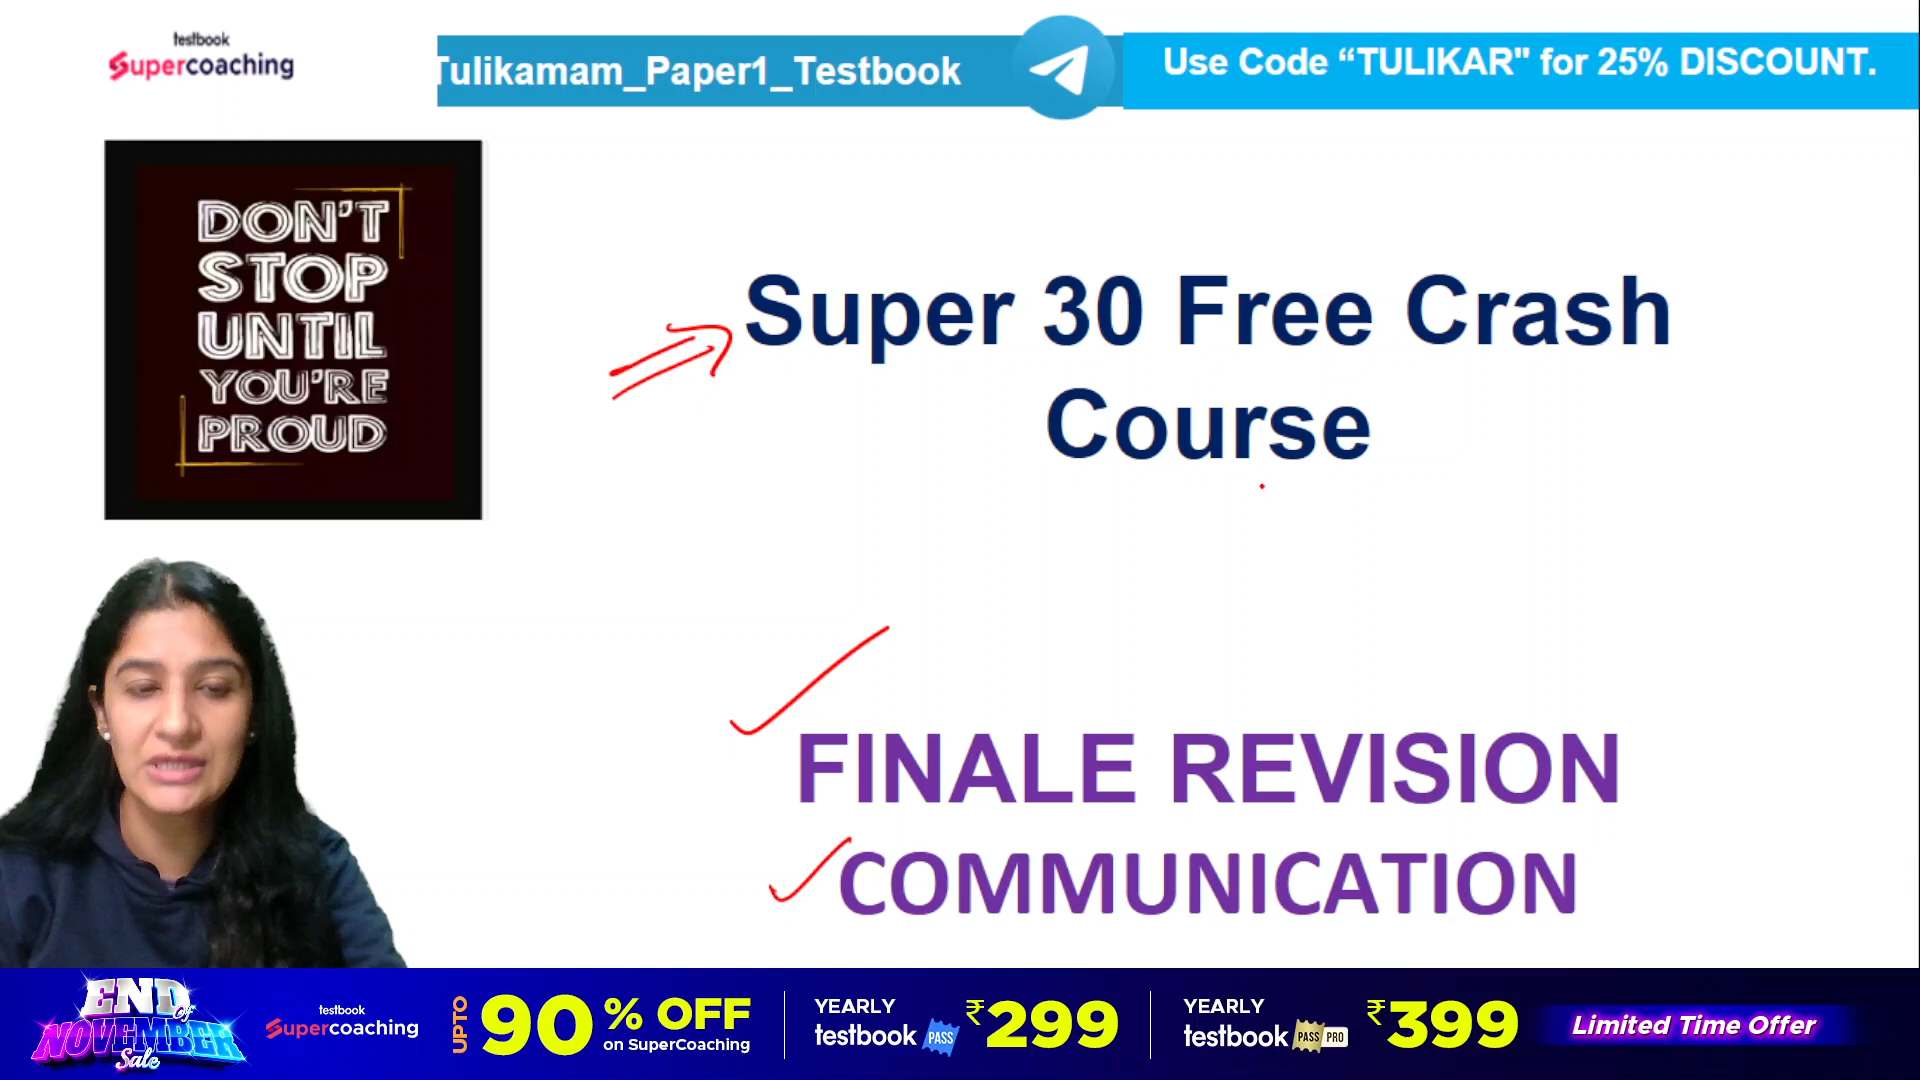 testbook
Supercoaching
Tulikamam_Paper1_Testbook
Use Code “TULIKAR" for 25% DISCOUNT.
DON'T
STOP
UNTIL
YOU'RE
PROUD
Super 30 Free Crash
Course
FINALE REVISION
COMMUNICATION
END of
NOVEMBER
Sale
testbook
Supercoaching
UPTO
90% OFF
on SuperCoaching
YEARLY
testbook PASS
₹299
YEARLY
testbook PASS PRO
₹399
Limited Time Offer